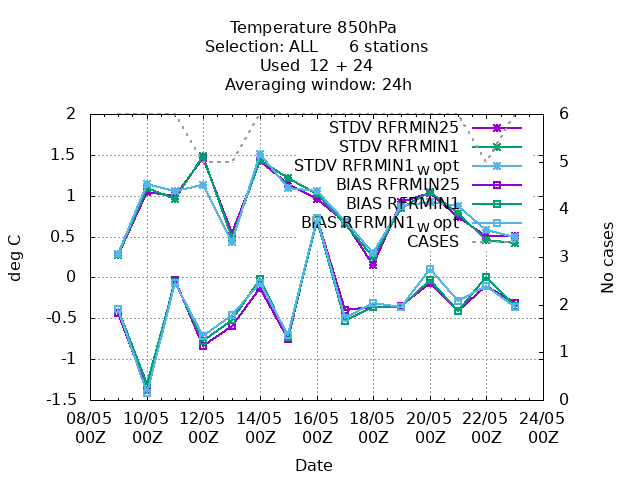 Temperature 850hPa
Selection: ALL      6 stations
Used  12 + 24
Averaging window: 24h
2
1.5
1
0.5
0
-0.5
-1
-1.5
deg C
6
5
4
3
2
1
0
No cases
STDV RFRMIN25
STDV RFRMIN1
STDV RFRMIN1_w opt
BIAS RFRMIN25
BIAS RFRMIN1
BIAS RFRMIN1_w opt
CASES
08/05 10/05 12/05 14/05 16/05 18/05 20/05 22/05 24/05
00Z 00Z 00Z 00Z 00Z 00Z 00Z 00Z 00Z
Date